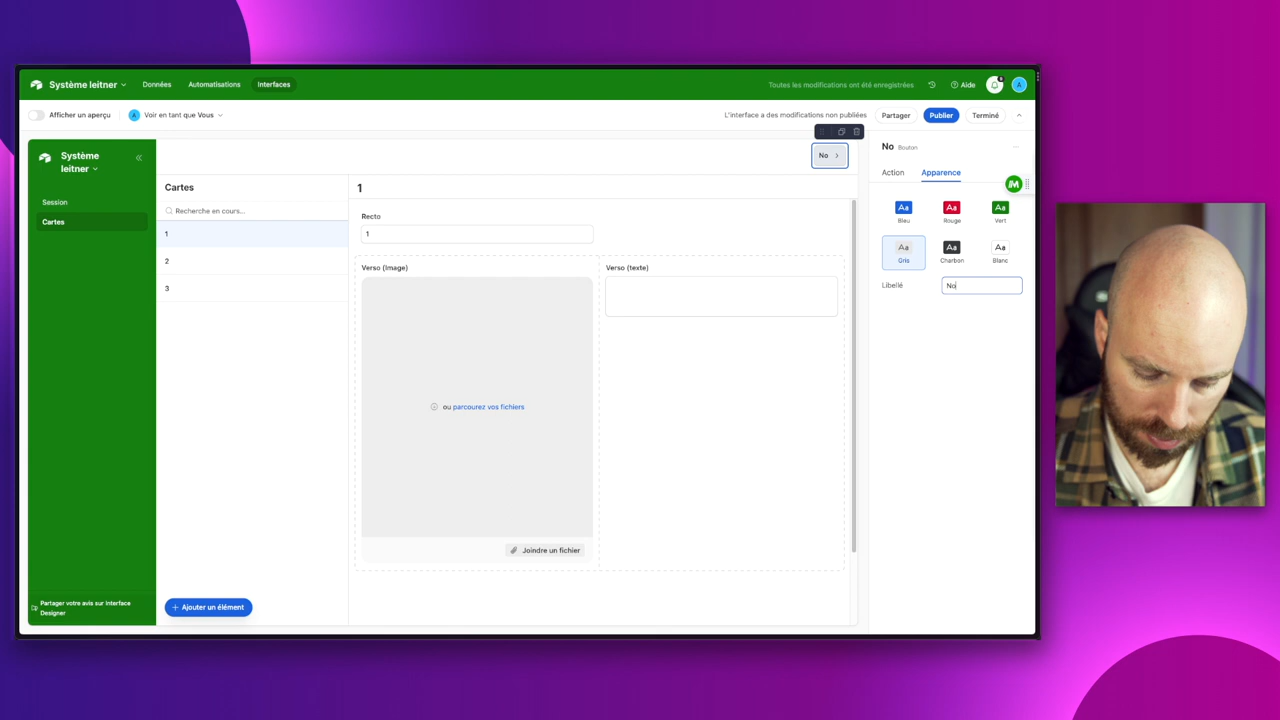 Système leitner
Données
Automatisations
Interfaces
Toutes les modifications ont été enregistrées
Aide
A
Afficher un aperçu
A
Voir en tant que Vous
L'interface a des modifications non publiées
Partager
Publier
Terminé
Système
leitner
Session
Cartes
Partager votre avis sur Interface
Designer
Cartes
Recherche en cours...
1
2
3
+ Ajouter un élément
No
1
Recto
1
Verso (Image)
ou parcourez vos fichiers
Joindre un fichier
Verso (texte)
No Bouton
Action
Apparence
Aa
Bleu
Aa
Rouge
Aa
Vert
Aa
Gris
Aa
Charbon
Aa
Blanc
Libellé
No